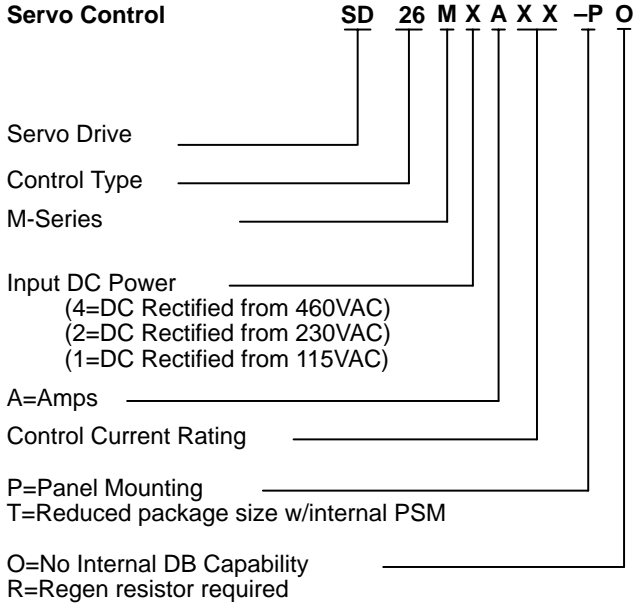 Servo Control SD 26 M X A X X –P O
Servo Drive
Control Type
M-Series
Input DC Power
(4=DC Rectified from 460VAC)
(2=DC Rectified from 230VAC)
(1=DC Rectified from 115VAC)
A=Amps
Control Current Rating
P=Panel Mounting
T=Reduced package size w/internal PSM
O=No Internal DB Capability
R=Regen resistor required